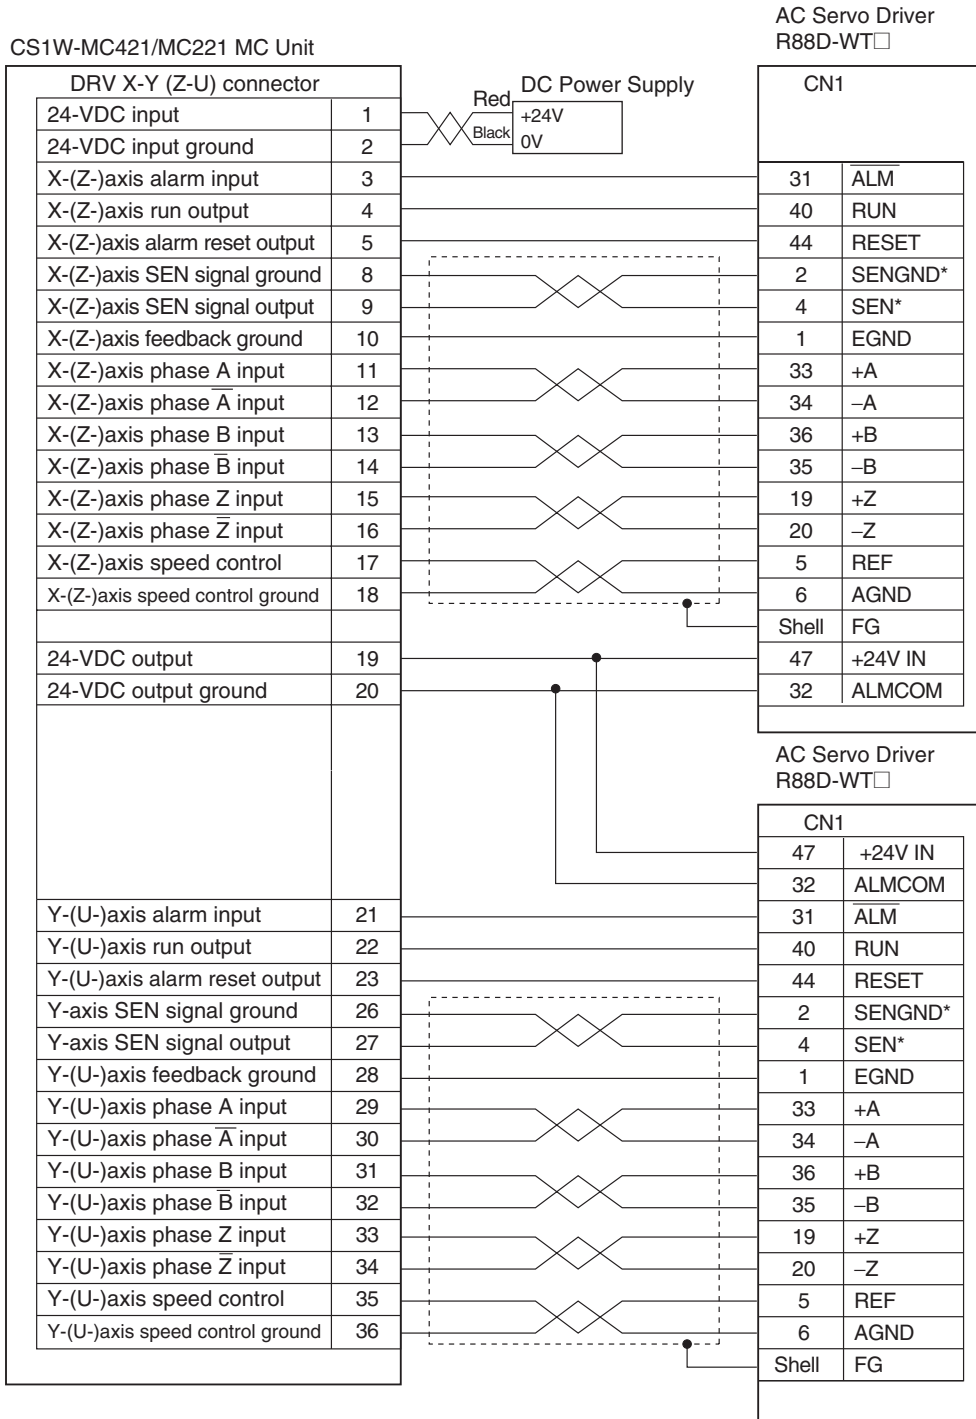 AC Servo Driver
R88D-WT□
CS1W-MC421/MC221 MC Unit
DRV X-Y (Z-U) connector
DC Power Supply
CN1
24-VDC input 1 Red +24V
24-VDC input ground 2 Black 0V
X-(Z-)axis alarm input 3 31 A̅L̅M̅
X-(Z-)axis run output 4 40 RUN
X-(Z-)axis alarm reset output 5 44 RESET
X-(Z-)axis SEN signal ground 8 2 SENGND*
X-(Z-)axis SEN signal output 9 4 SEN*
X-(Z-)axis feedback ground 10 1 EGND
X-(Z-)axis phase A input 11 33 +A
X-(Z-)axis phase A̅ input 12 34 −A
X-(Z-)axis phase B input 13 36 +B
X-(Z-)axis phase B̅ input 14 35 −B
X-(Z-)axis phase Z input 15 19 +Z
X-(Z-)axis phase Z̅ input 16 20 −Z
X-(Z-)axis speed control 17 5 REF
X-(Z-)axis speed control ground 18 6 AGND
Shell FG
24-VDC output 19 47 +24V IN
24-VDC output ground 20 32 ALMCOM
AC Servo Driver
R88D-WT□
CN1
47 +24V IN
32 ALMCOM
Y-(U-)axis alarm input 21 31 A̅L̅M̅
Y-(U-)axis run output 22 40 RUN
Y-(U-)axis alarm reset output 23 44 RESET
Y-axis SEN signal ground 26 2 SENGND*
Y-axis SEN signal output 27 4 SEN*
Y-(U-)axis feedback ground 28 1 EGND
Y-(U-)axis phase A input 29 33 +A
Y-(U-)axis phase A̅ input 30 34 −A
Y-(U-)axis phase B input 31 36 +B
Y-(U-)axis phase B̅ input 32 35 −B
Y-(U-)axis phase Z input 33 19 +Z
Y-(U-)axis phase Z̅ input 34 20 −Z
Y-(U-)axis speed control 35 5 REF
Y-(U-)axis speed control ground 36 6 AGND
Shell FG